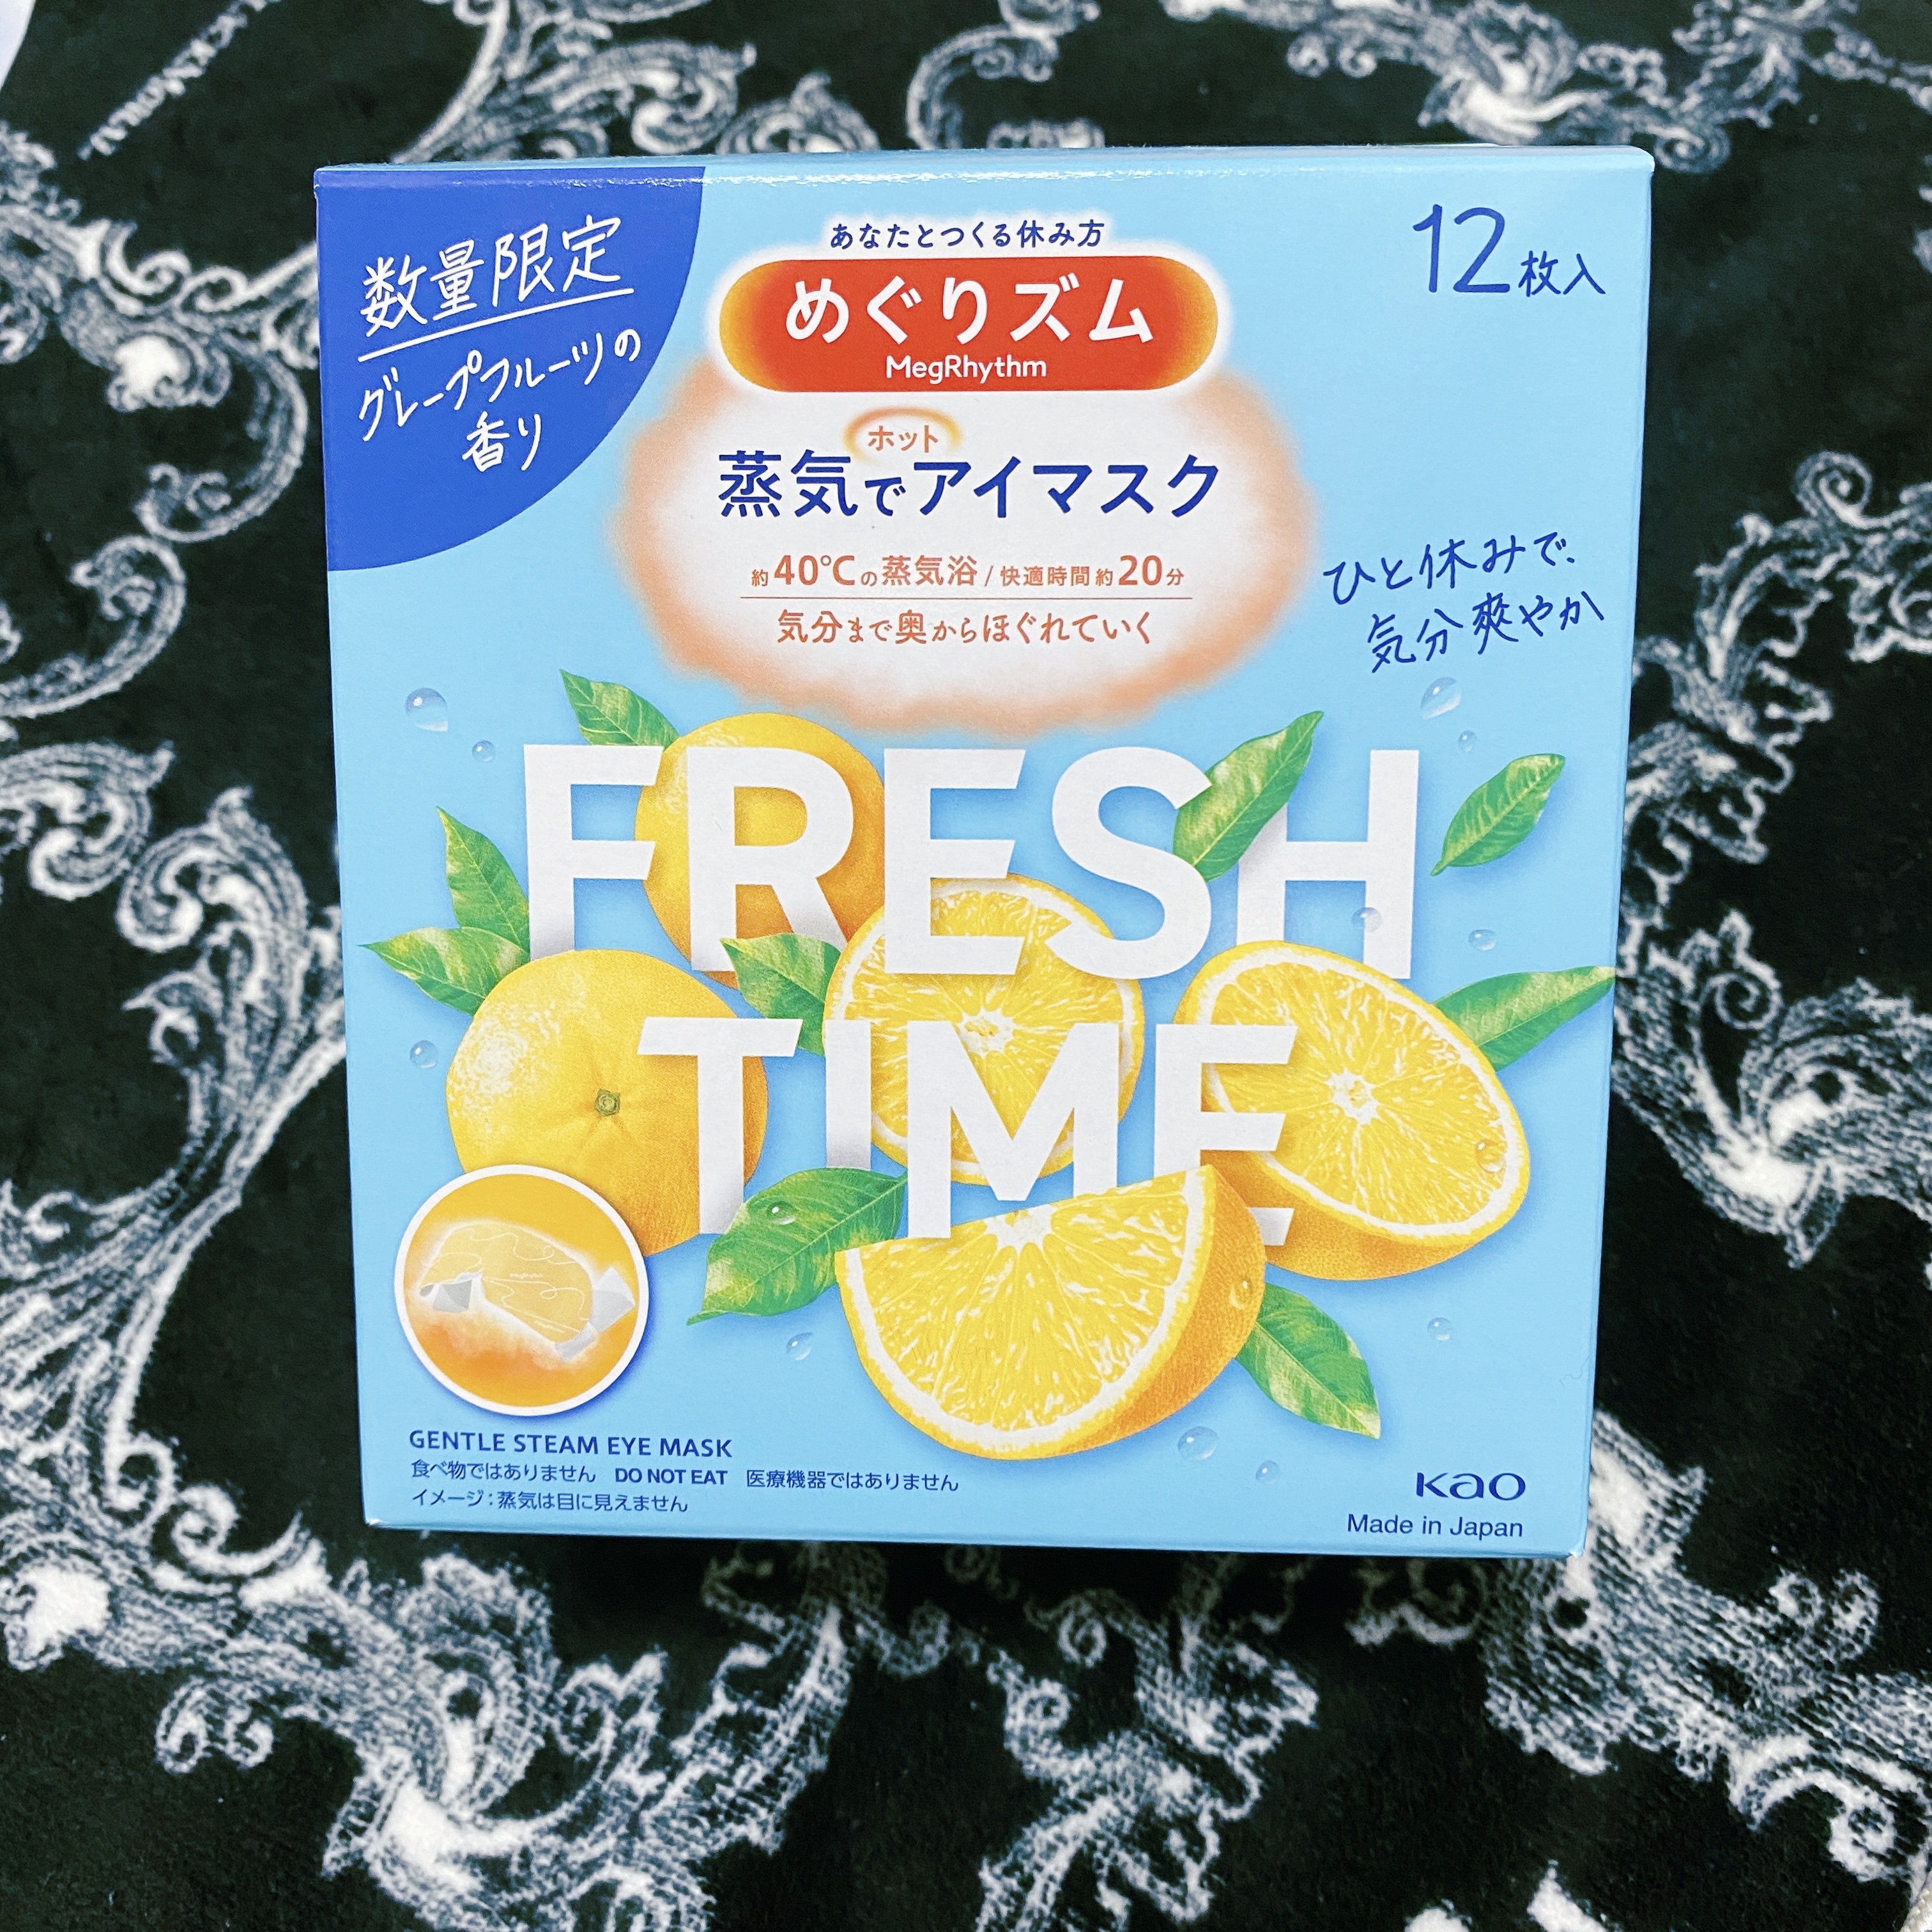 数量限定
グレープフルーツの
香り
あなたとつくる休み方
めぐりズム
MegRhythm
12枚入
ホット
蒸気でアイマスク
約40℃の蒸気浴/快適時間約20分
気分まで奥からほぐれていく
ひと休みで、
気分爽やか
FRESH
TIME
GENTLE STEAM EYE MASK
食べ物ではありません DO NOT EAT 医療機器ではありません
イメージ:蒸気は目に見えません
Kao
Made in Japan